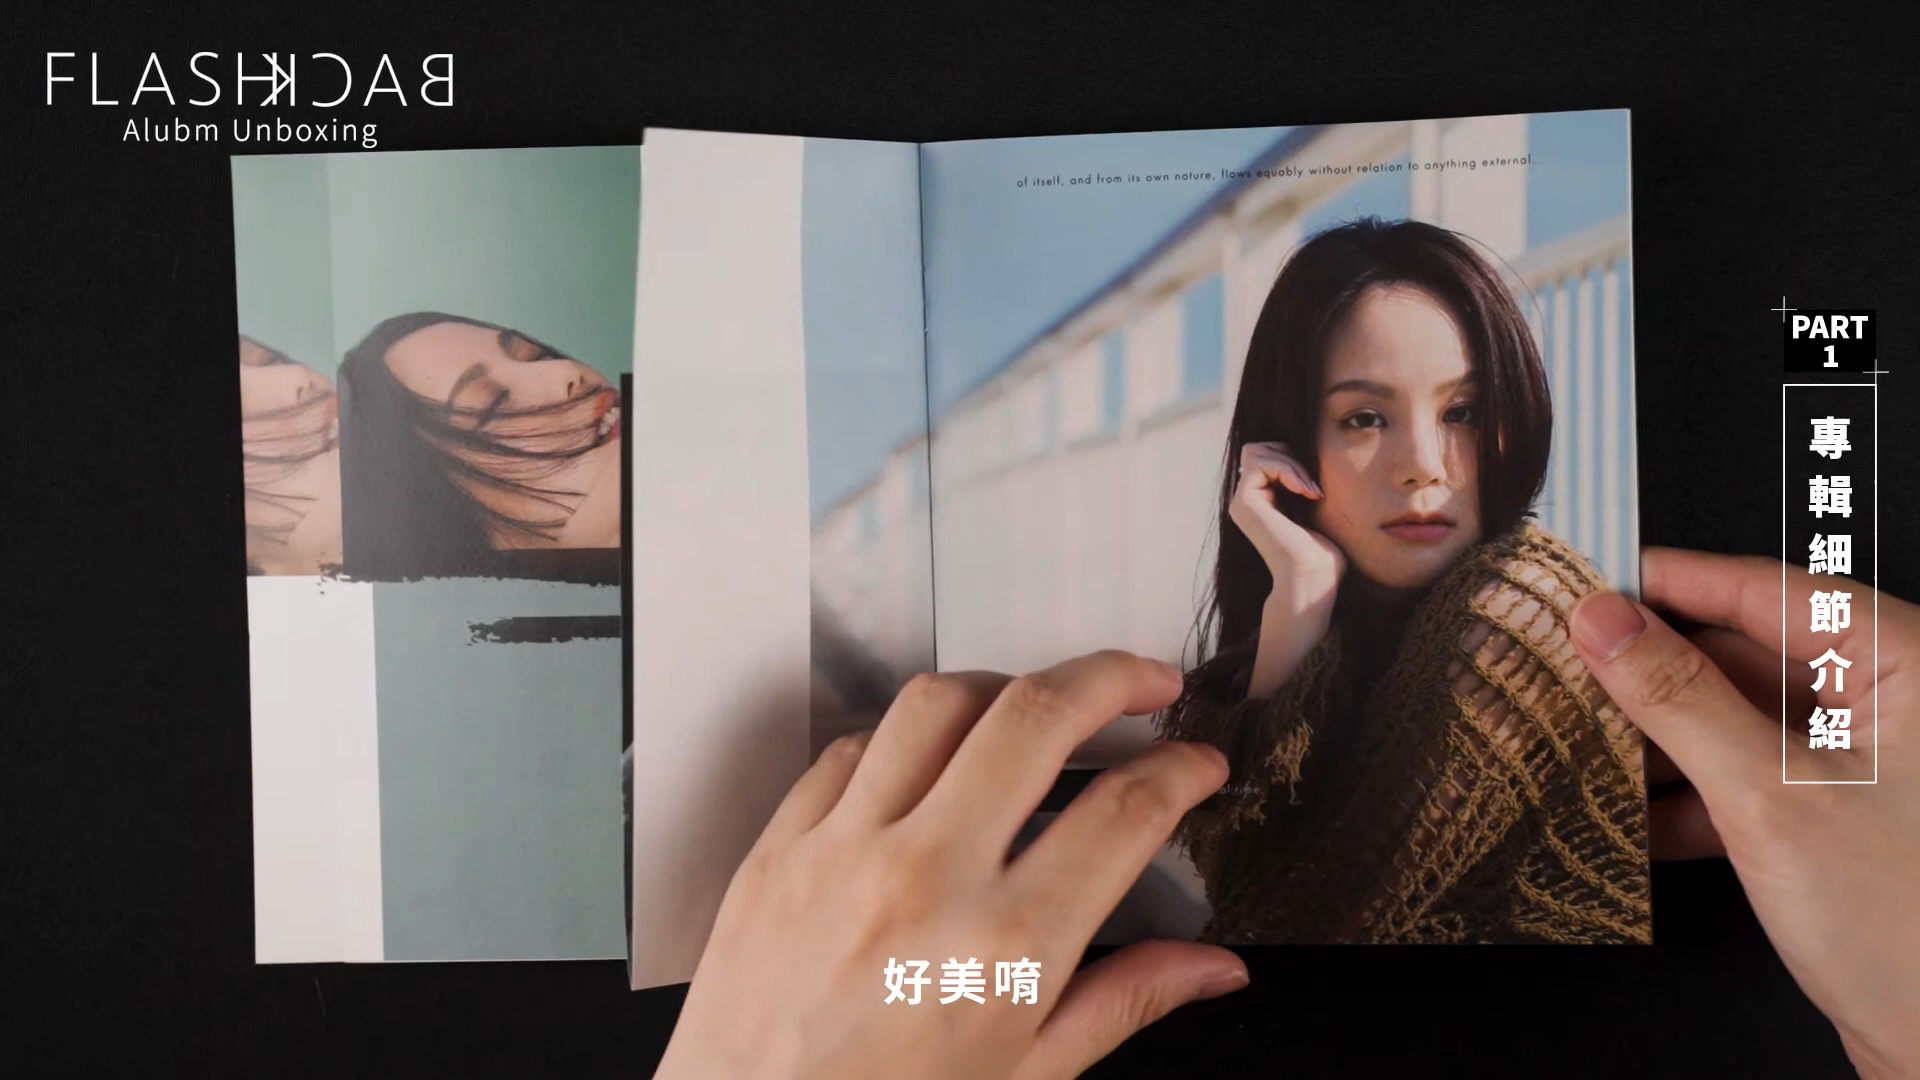 FLASHBACK
Alubm Unboxing
of itself, and from its own nature, flows equably without relation to anything external
PART
1
專輯細節介紹
好美唷